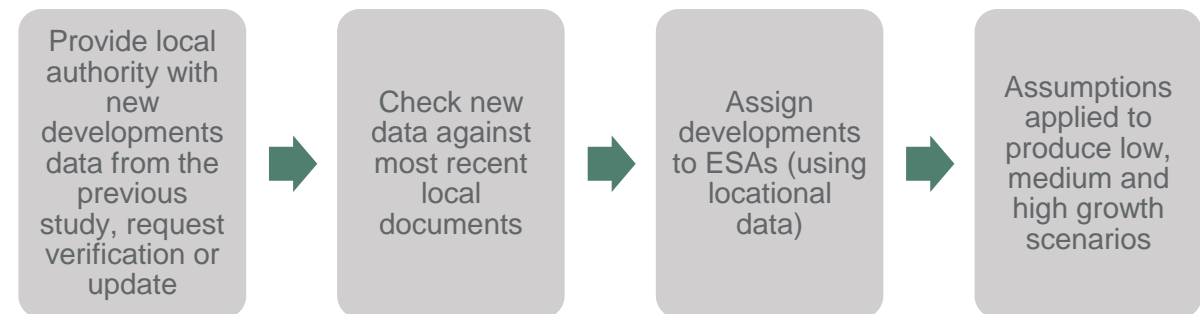 Provide local
authority with
new
developments
data from the
previous
study, request
verification or
update
Check new
data against
most recent
local
documents
Assign
developments
to ESAs (using
locational
data)
Assumptions
applied to
produce low,
medium and
high growth
scenarios